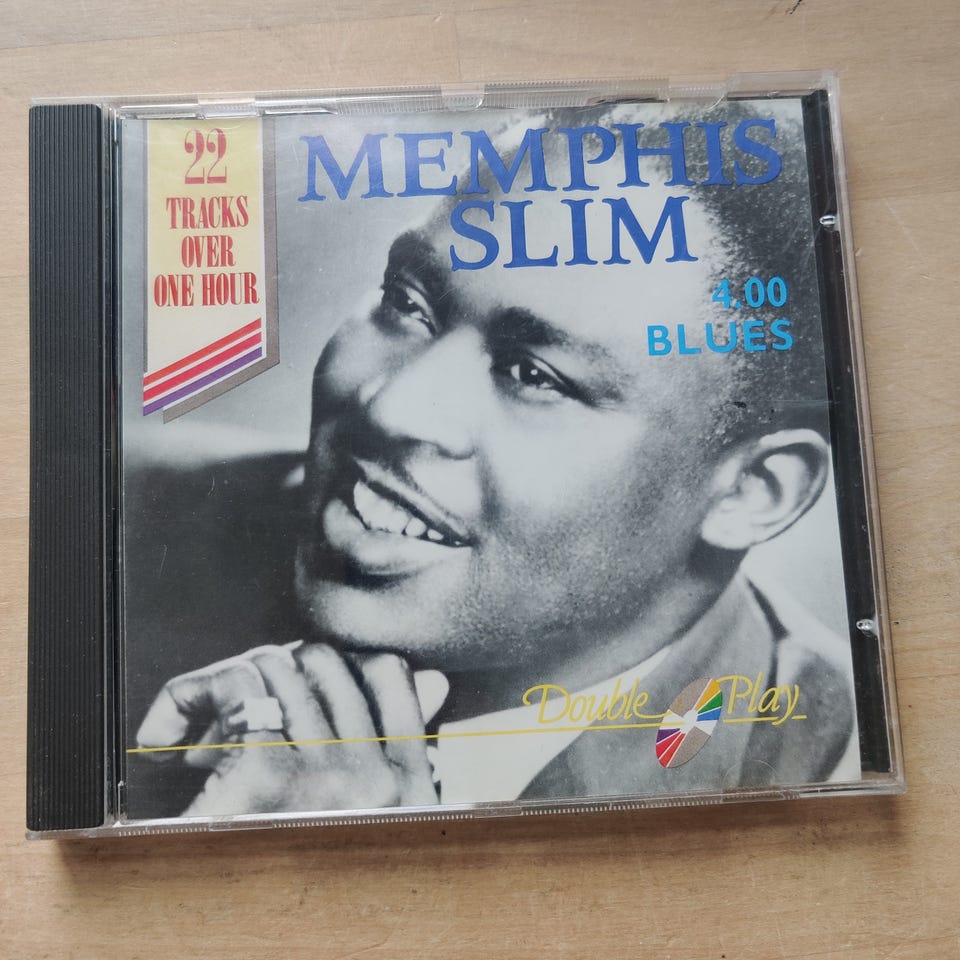 22
TRACKS
OVER
ONE HOUR
MEMPHIS
SLIM
4.00
BLUES
Double Play